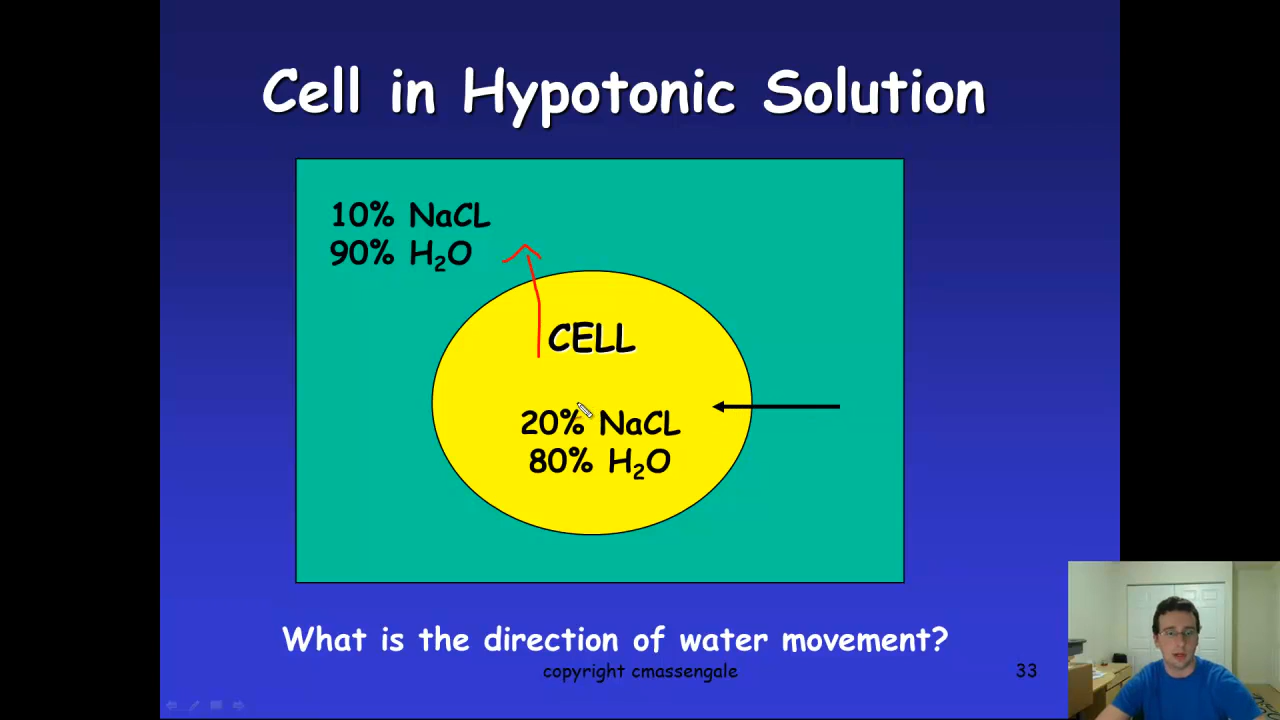 Cell in Hypotonic Solution
10% NaCL
90% H₂O
CELL
20% NaCL
80% H₂O
What is the direction of water movement?
copyright cmassengale
33